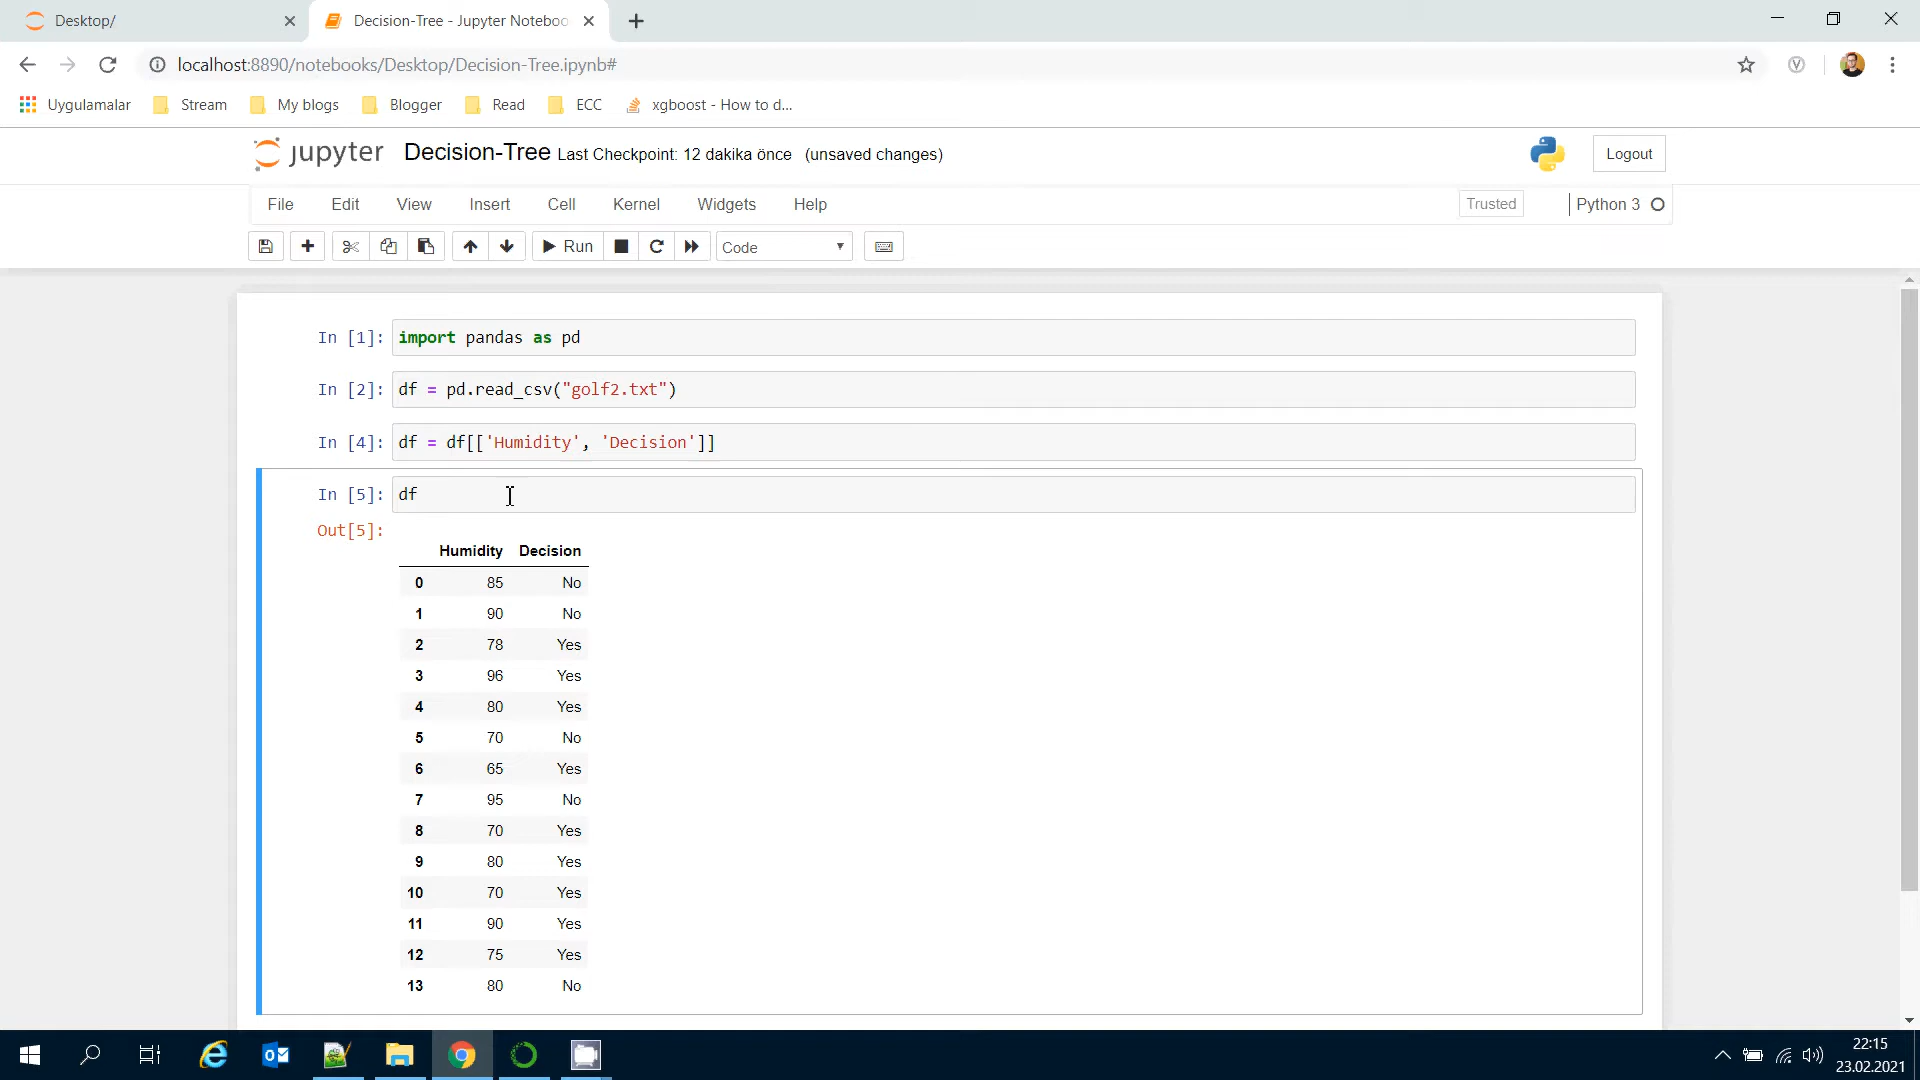 Desktop/
Decision-Tree - Jupyter Noteboo
localhost:8890/notebooks/Desktop/Decision-Tree.ipynb#
Uygulamalar Stream My blogs Blogger Read ECC xgboost - How to d...
jupyter Decision-Tree Last Checkpoint: 12 dakika önce (unsaved changes) Logout
File Edit View Insert Cell Kernel Widgets Help Trusted Python 3
Run Code
In [1]: import pandas as pd
In [2]: df = pd.read_csv("golf2.txt")
In [4]: df = df[['Humidity', 'Decision']]
In [5]: df
Out[5]:
Humidity Decision
0 85 No
1 90 No
2 78 Yes
3 96 Yes
4 80 Yes
5 70 No
6 65 Yes
7 95 No
8 70 Yes
9 80 Yes
10 70 Yes
11 90 Yes
12 75 Yes
13 80 No
22:15
23.02.2021